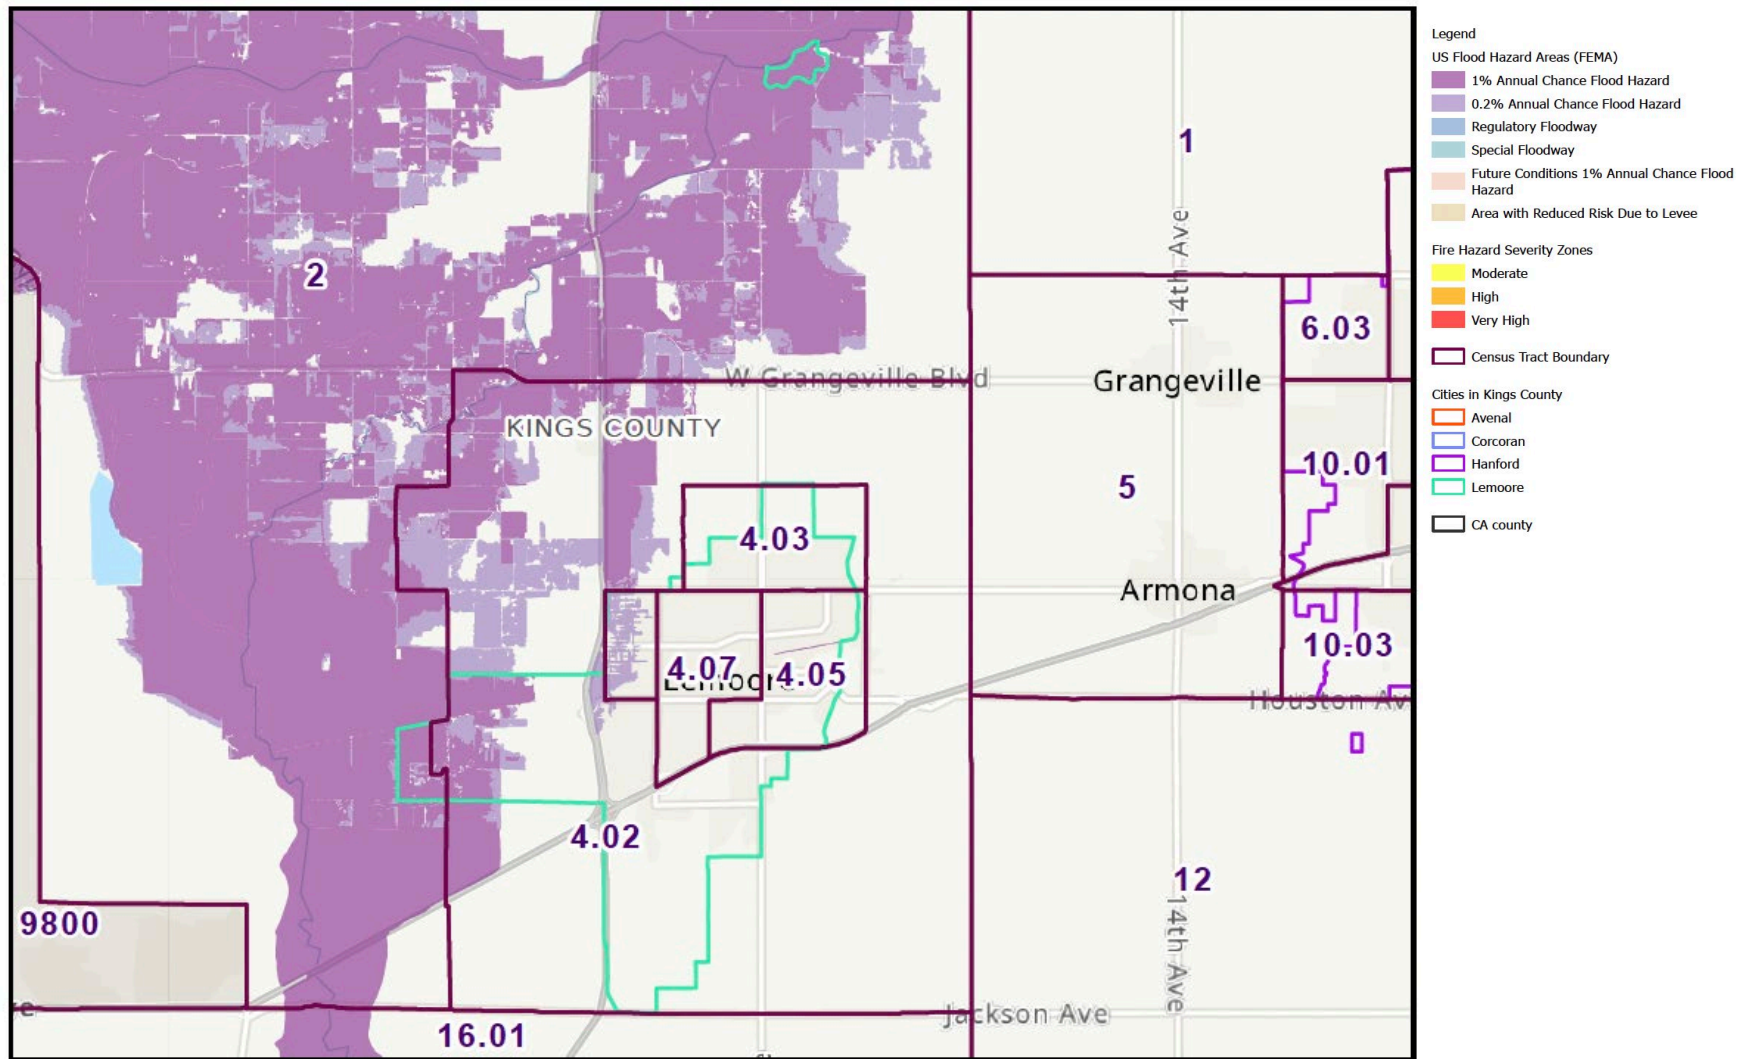 1
14th Ave
2
6.03
W Grangeville Blvd
Grangeville
KINGS COUNTY
10.01
5
4.03
Armona
10.03
4.07
4.05
Lemoore
Houston Av
4.02
12
14th Ave
9800
Jackson Ave
16.01
Legend
US Flood Hazard Areas (FEMA)
1% Annual Chance Flood Hazard
0.2% Annual Chance Flood Hazard
Regulatory Floodway
Special Floodway
Future Conditions 1% Annual Chance Flood
Hazard
Area with Reduced Risk Due to Levee
Fire Hazard Severity Zones
Moderate
High
Very High
Census Tract Boundary
Cities in Kings County
Avenal
Corcoran
Hanford
Lemoore
CA county